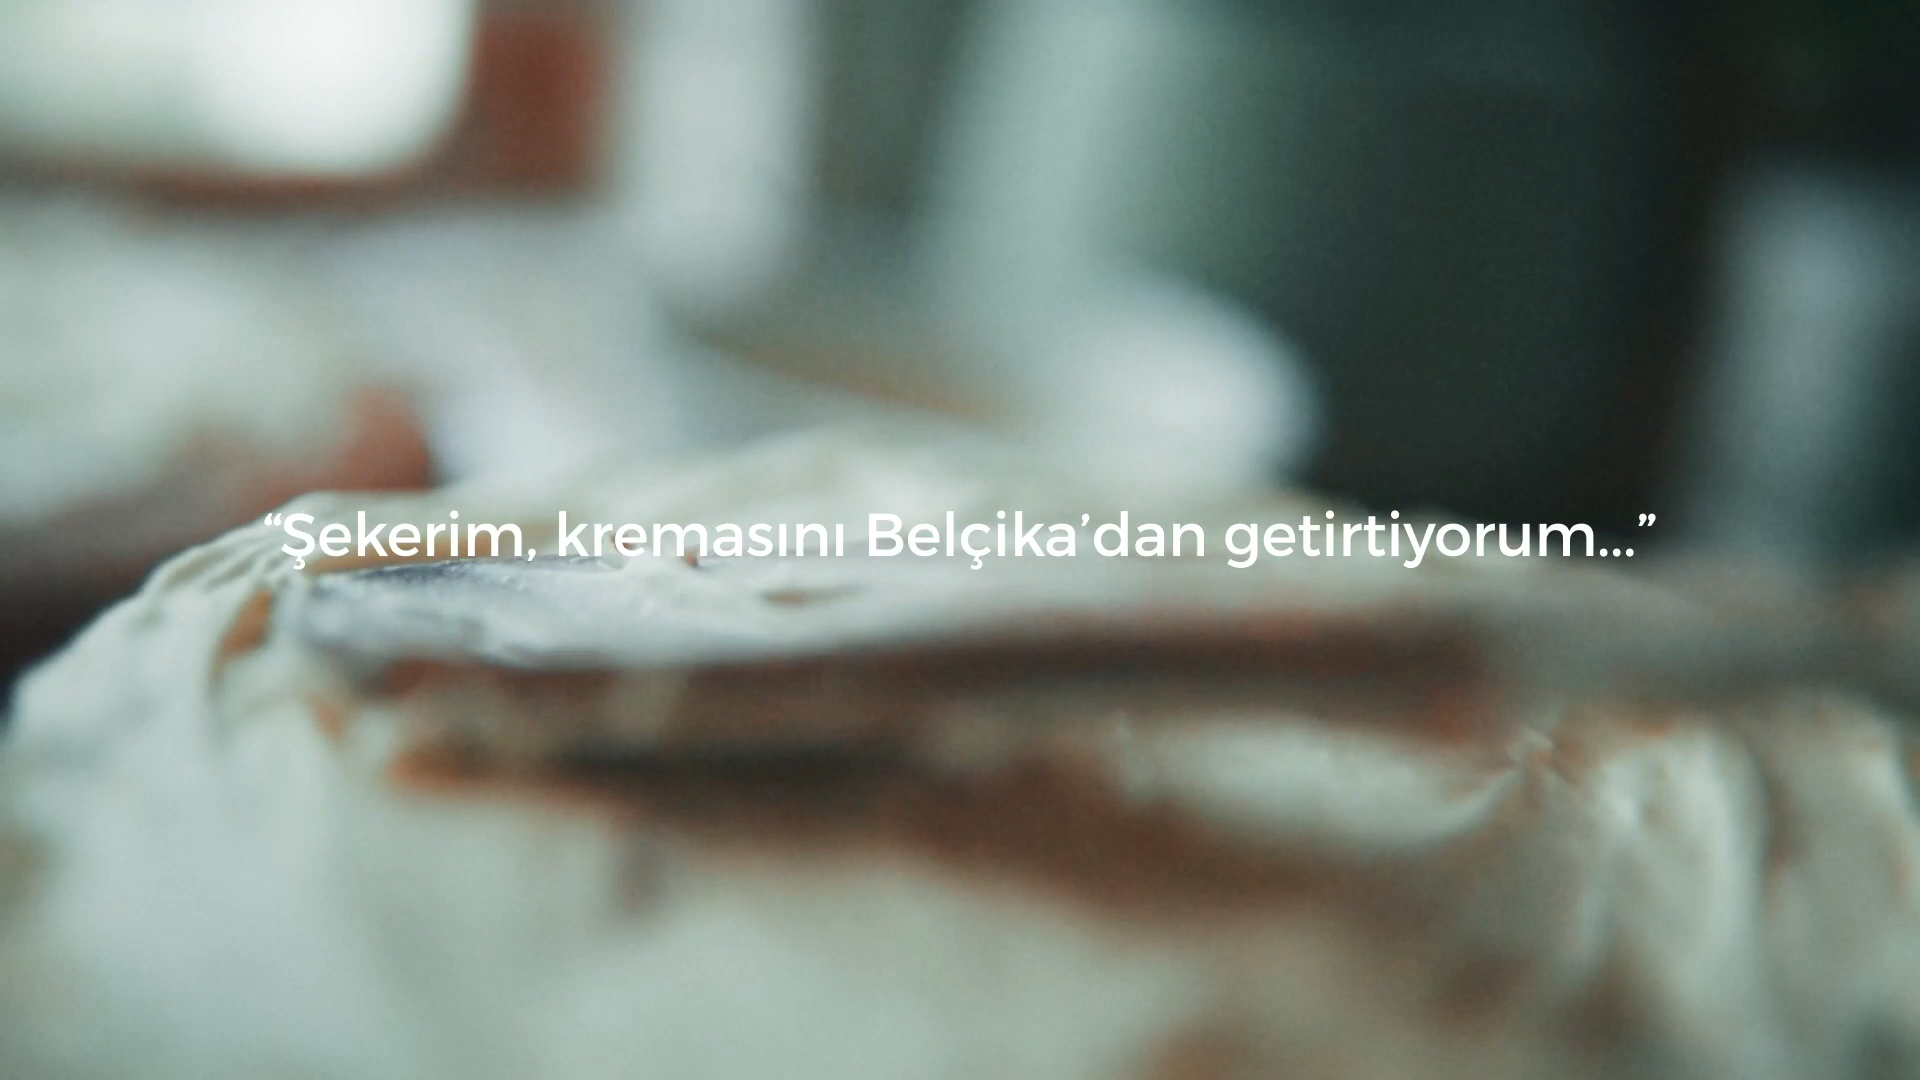 “Şekerim, kremasını Belçika’dan getirtiyorum...”